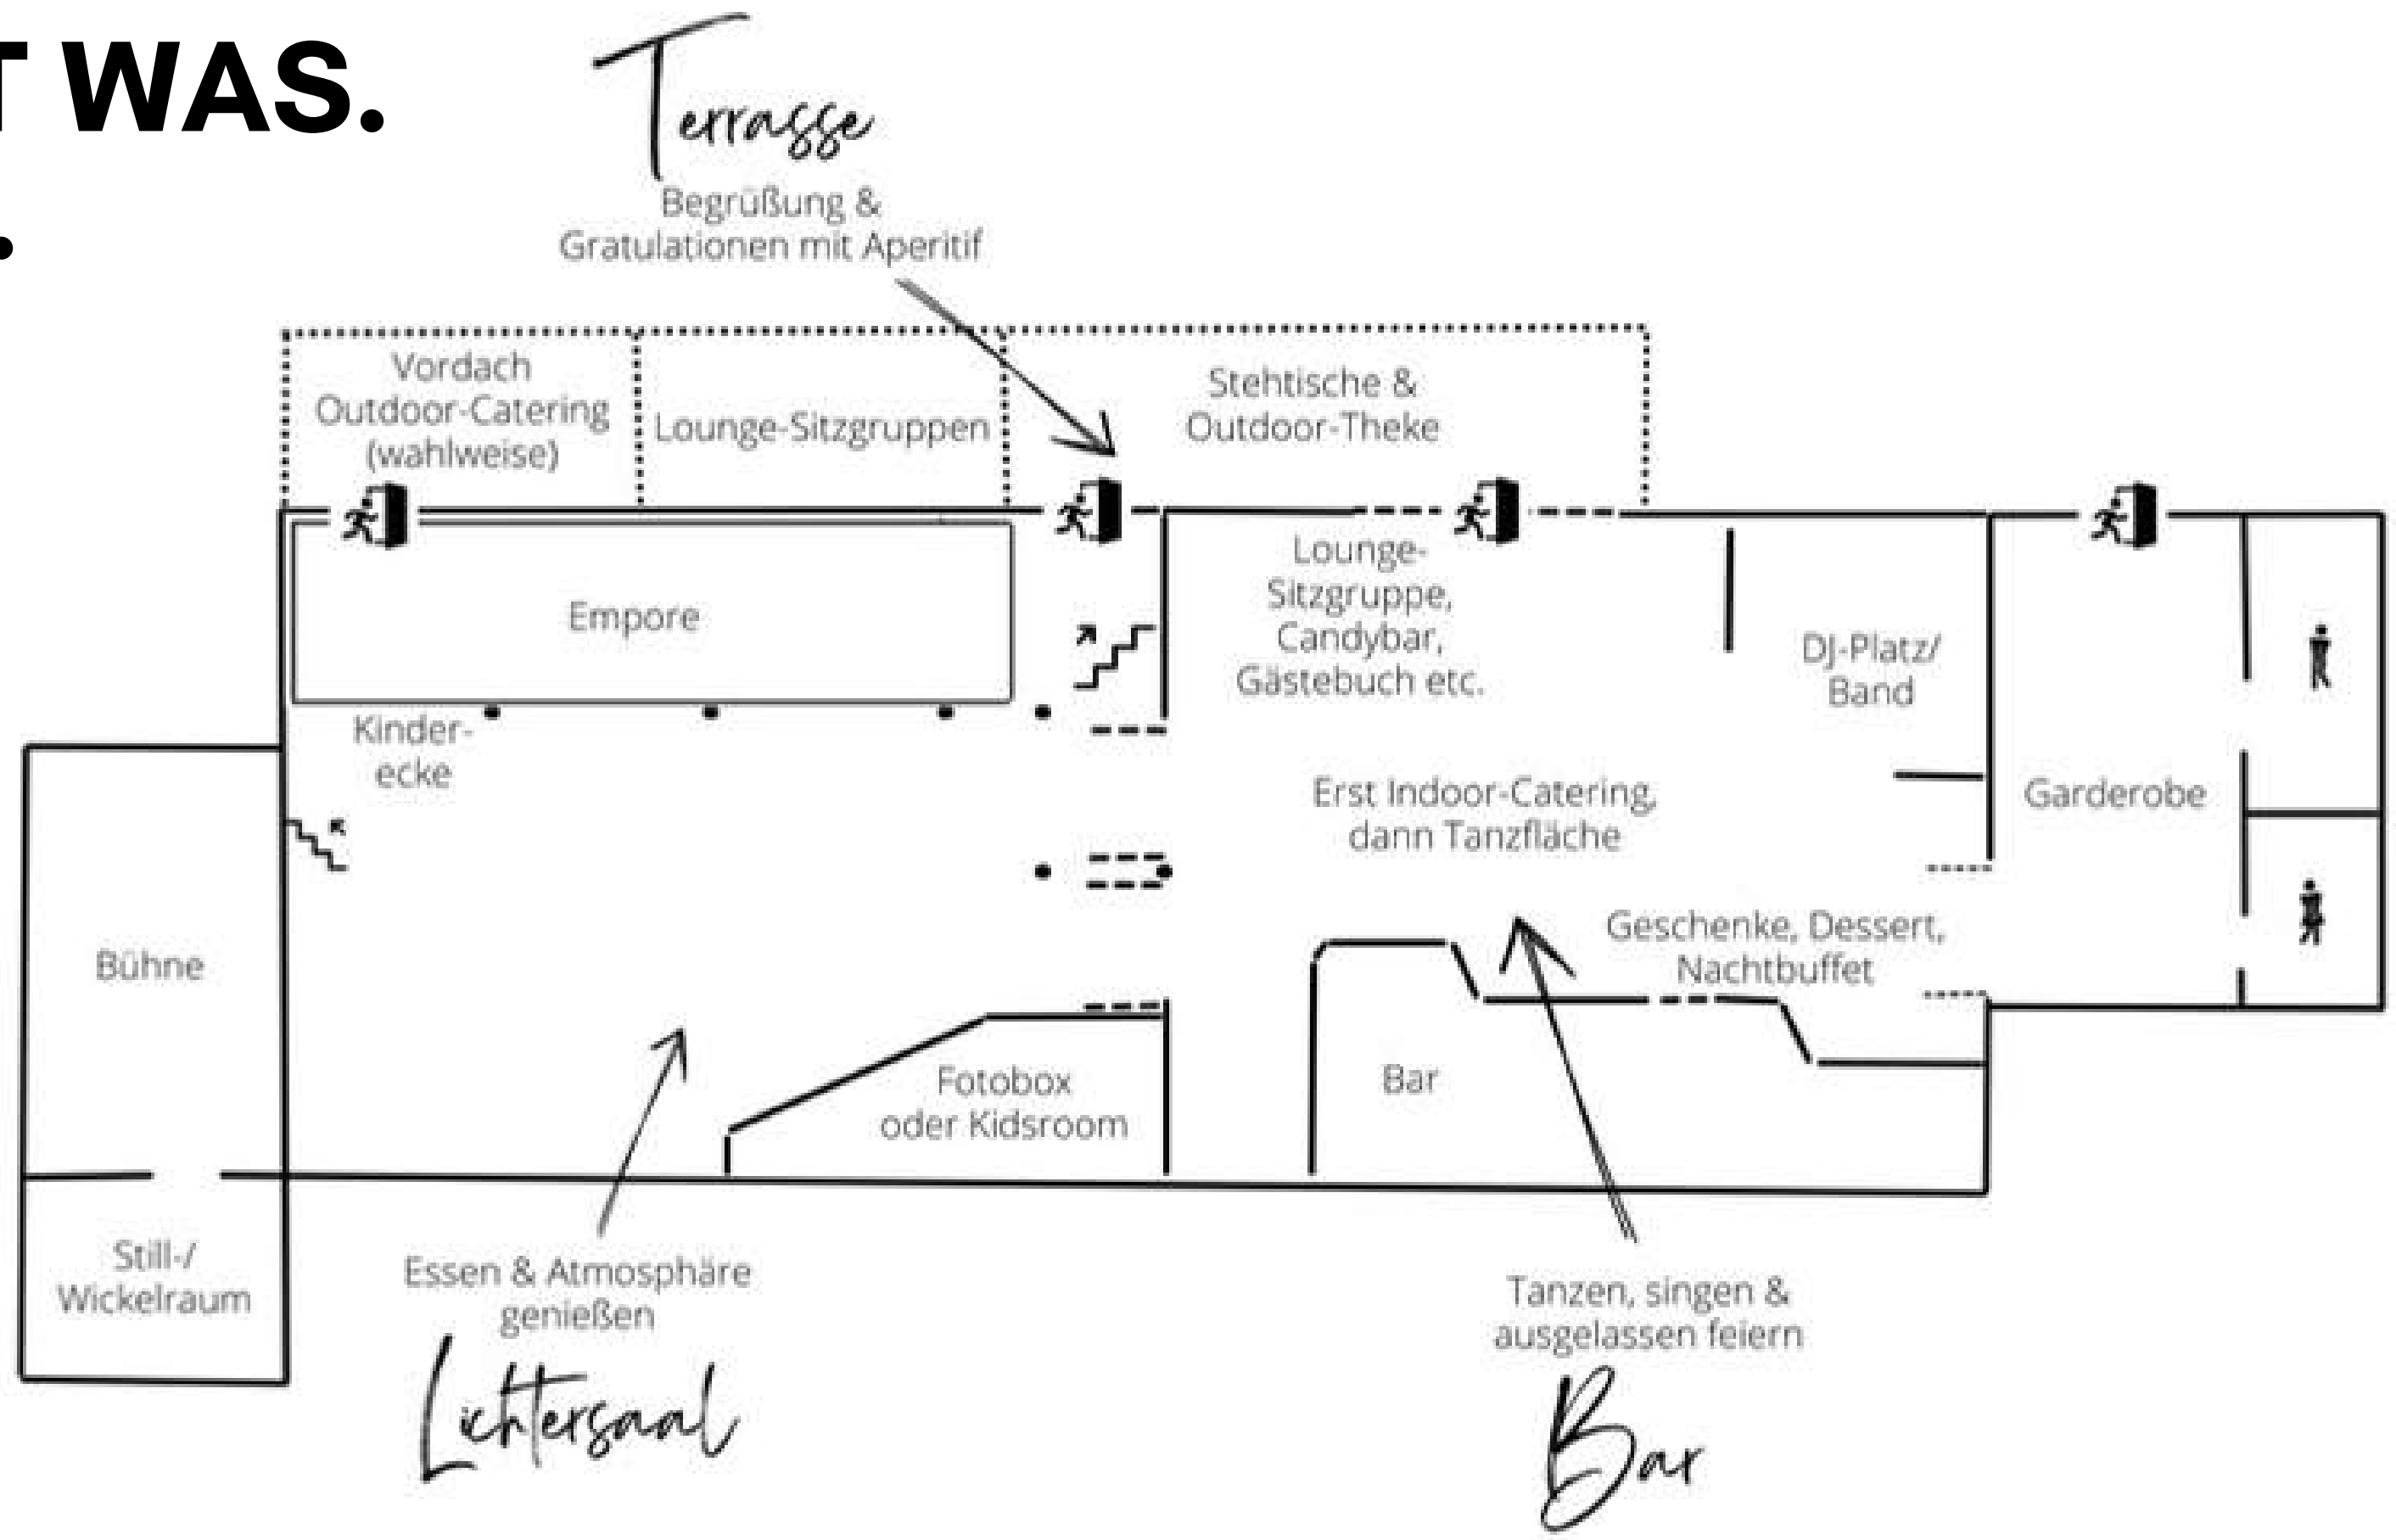 T WAS.
.
Terrasse
Begrüßung &
Gratulationen mit Aperitif
Vordach
Outdoor-Catering
(wahlweise)
Lounge-Sitzgruppen
Stehtische &
Outdoor-Theke
Empore
Lounge-
Sitzgruppe,
Candybar,
Gästebuch etc.
DJ-Platz/
Band
Kinder-
ecke
Erst Indoor-Catering,
dann Tanzfläche
Garderobe
Bühne
Geschenke, Dessert,
Nachtbuffet
Fotobox
oder Kidsroom
Bar
Still-/
Wickelraum
Essen & Atmosphäre
genießen
Lichtersaal
Tanzen, singen &
ausgelassen feiern
Bar